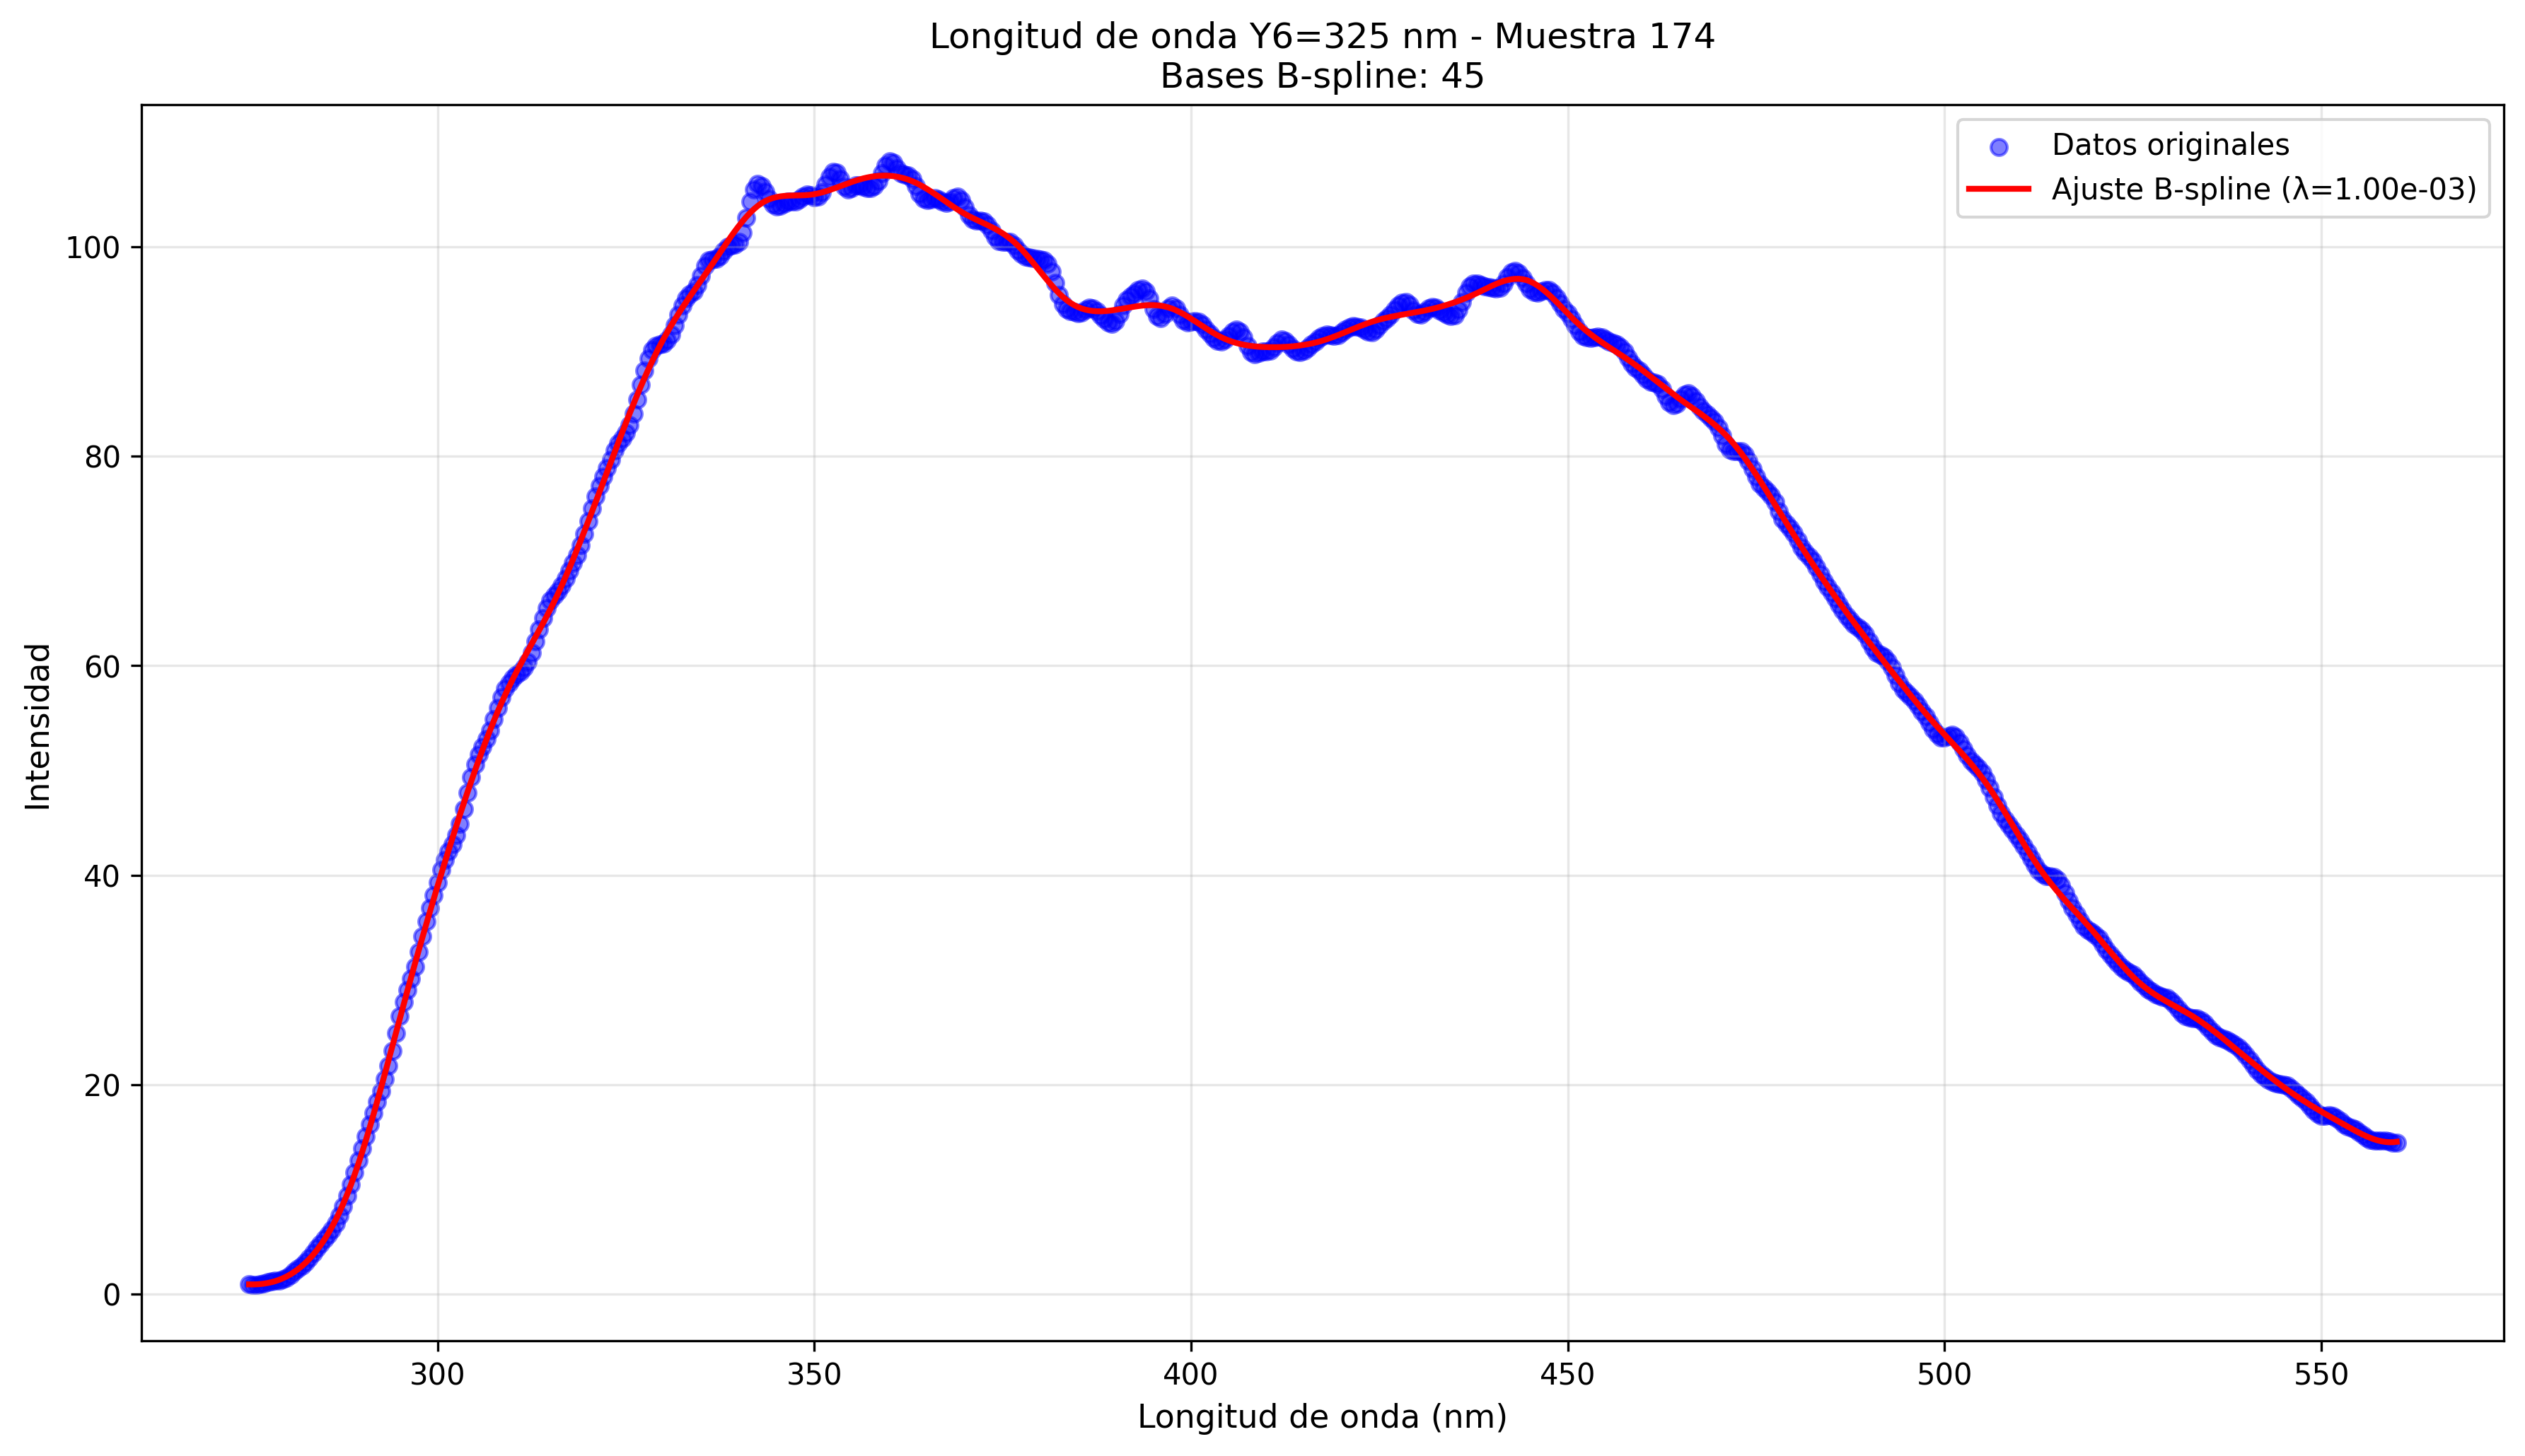 Longitud de onda Y6=325 nm - Muestra 174
Bases B-spline: 45
Datos originales
Ajuste B-spline (λ=1.00e-03)
Intensidad
100
80
60
40
20
0
300 350 400 450 500 550
Longitud de onda (nm)